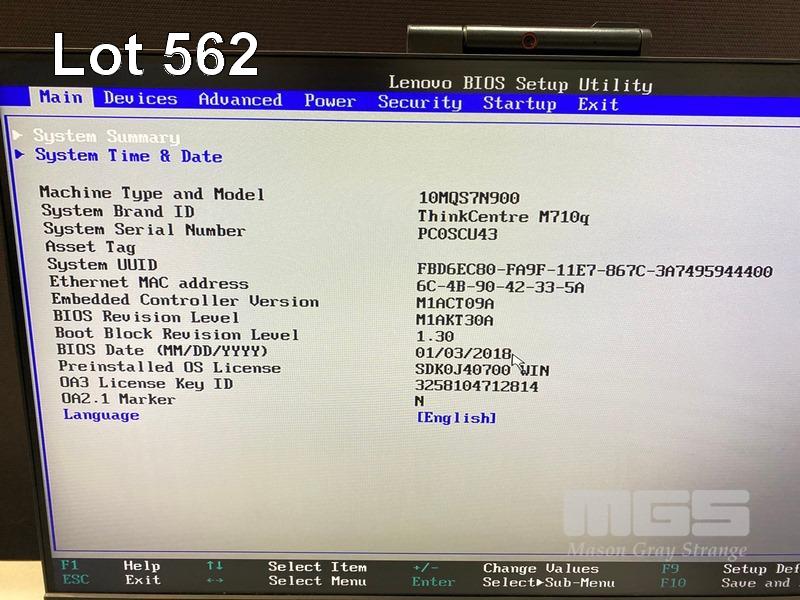 Lot 562
Lenovo BIOS Setup Utility
Main Devices Advanced Power Security Startup Exit
System Summary
System Time & Date
Machine Type and Model 10MQS7N900
System Brand ID ThinkCentre M710q
System Serial Number PC0SCU43
Asset Tag
System UUID FBD6EC80-FA9F-11E7-867C-3A7495944400
Ethernet MAC address 6C-4B-90-42-33-5A
Embedded Controller Version M1ACT09A
BIOS Revision Level M1AKT30A
Boot Block Revision Level 1.30
BIOS Date (MM/DD/YYYY) 01/03/2018
Preinstalled OS License SDK0J40700 WIN
OA3 License Key ID 3258104712814
OA2.1 Marker N
Language [English]
MGS
Mason Gray Strange
F1 Help ↑↓ Select Item +/- Change Values F9 Setup Def
ESC Exit ←→ Select Menu Enter Select▶Sub-Menu F10 Save and